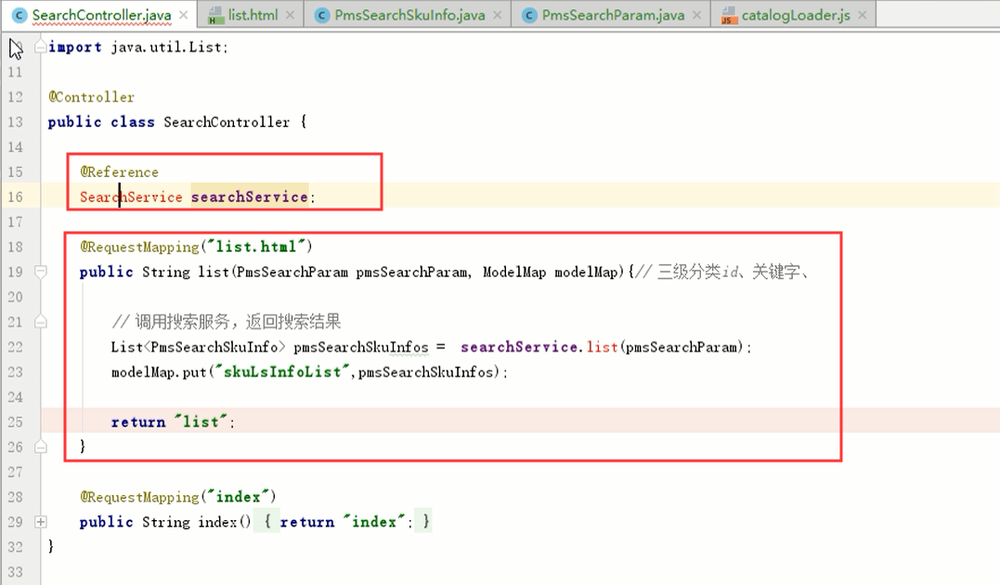 SearchController.java
list.html
PmsSearchSkuInfo.java
PmsSearchParam.java
catalogLoader.js
import java.util.List;
11
12 @Controller
13 public class SearchController {
14
15 @Reference
16 SearchService searchService;
17
18 @RequestMapping("list.html")
19 public String list(PmsSearchParam pmsSearchParam, ModelMap modelMap){// 三级分类id、关键字、
20
21 // 调用搜索服务，返回搜索结果
22 List<PmsSearchSkuInfo> pmsSearchSkuInfos = searchService.list(pmsSearchParam);
23 modelMap.put("skuLsInfoList",pmsSearchSkuInfos);
24
25 return "list";
26 }
27
28 @RequestMapping("index")
29 public String index() { return "index"; }
32 }
33